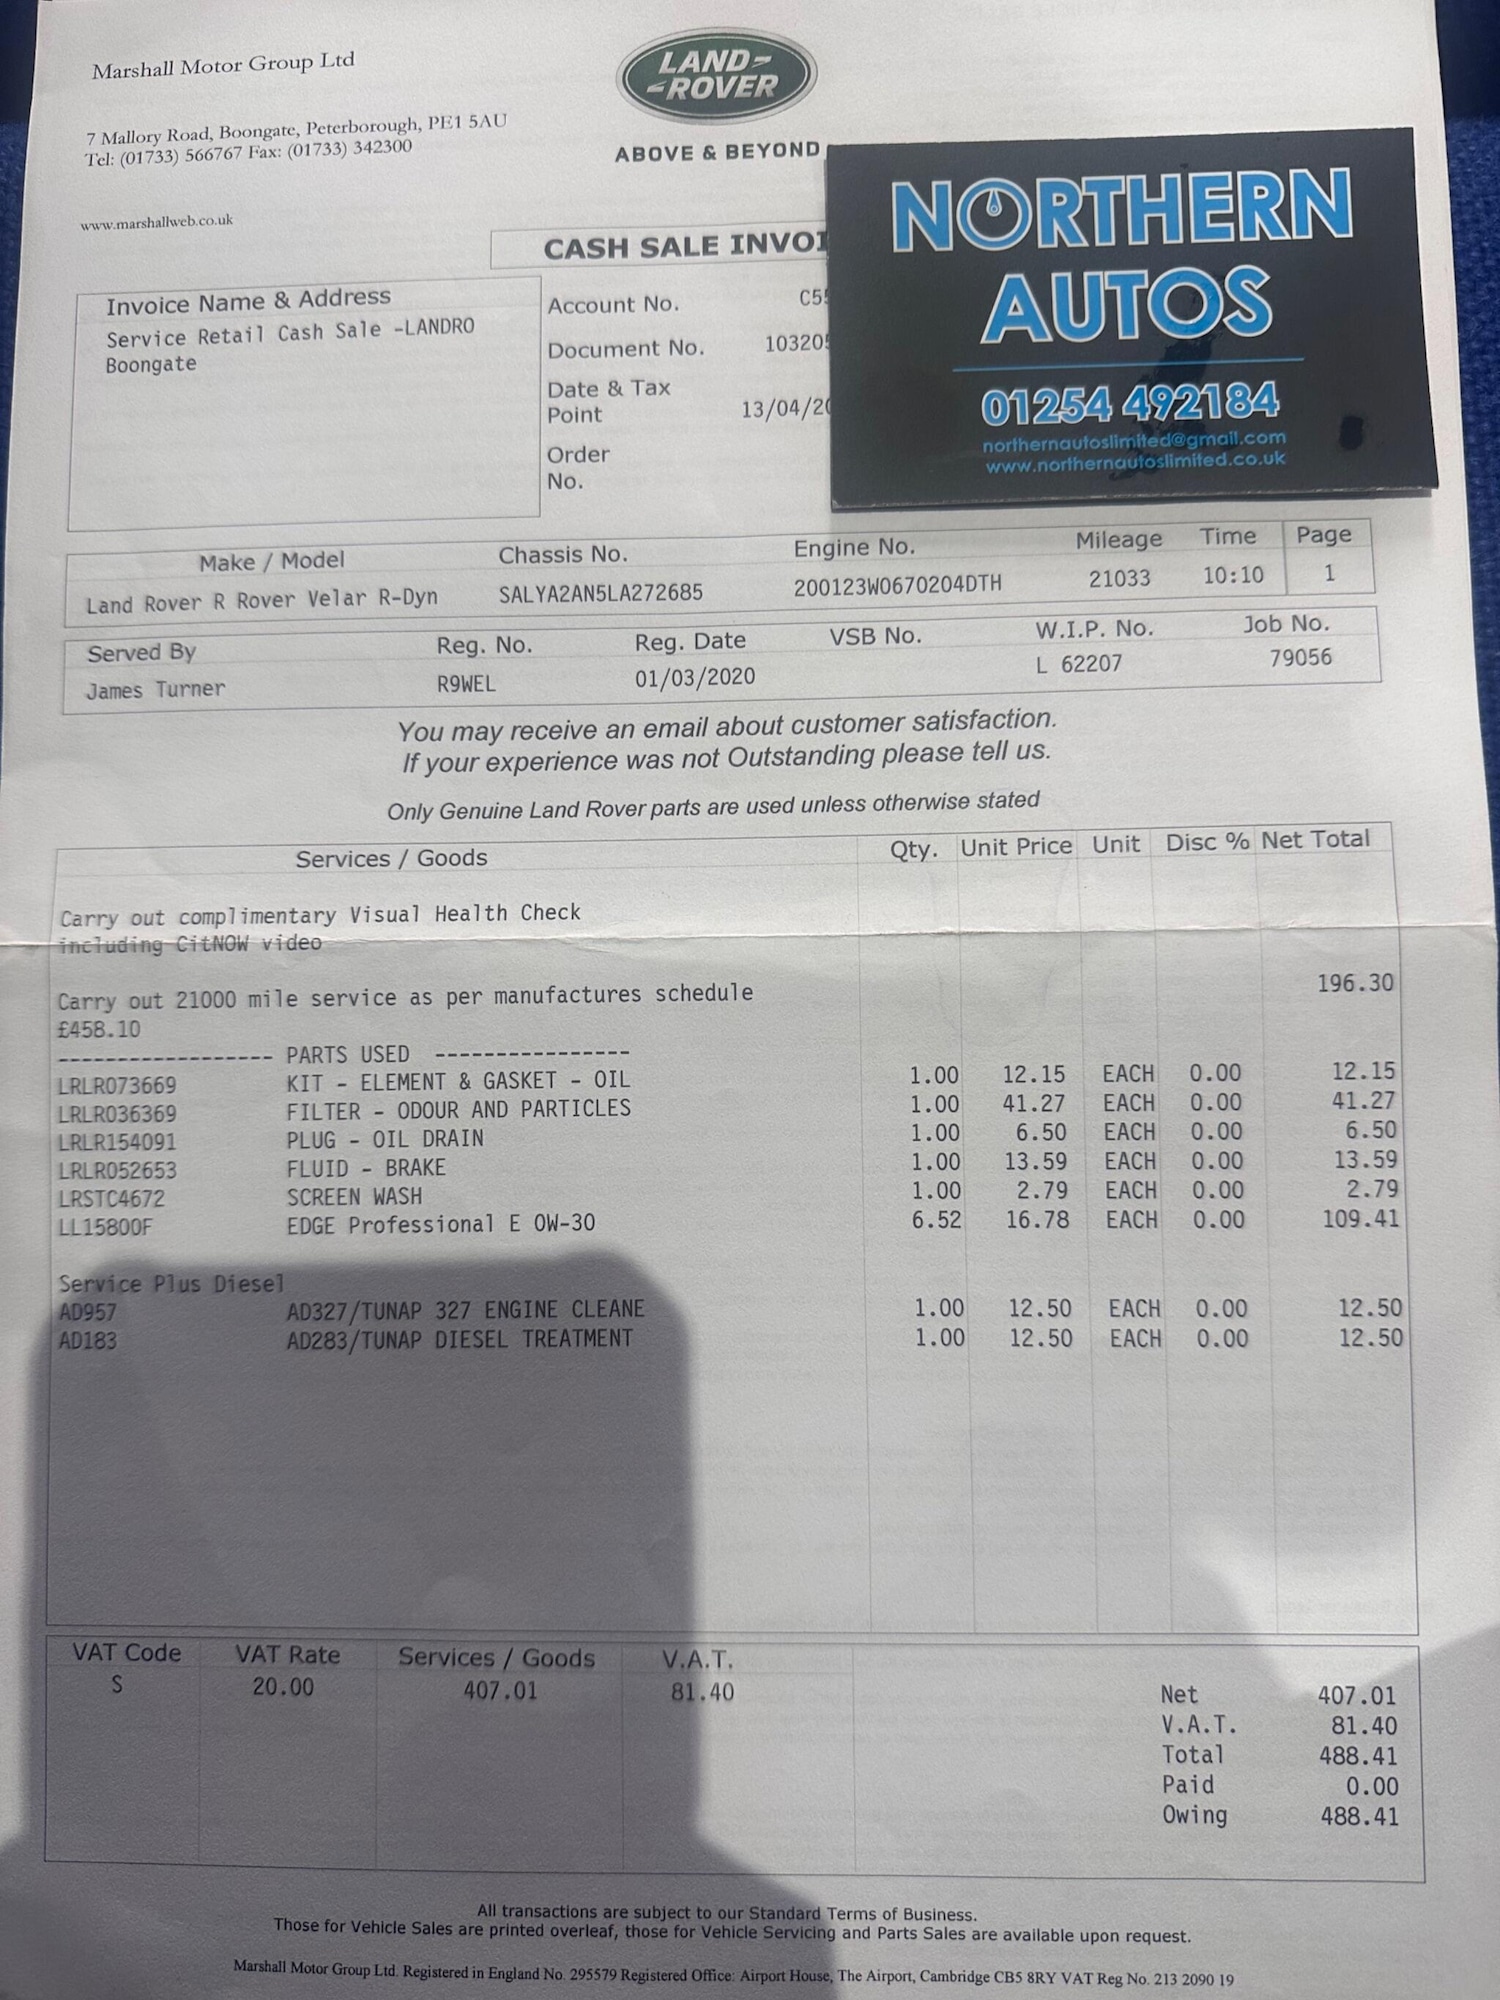 Marshall Motor Group Ltd
LAND-
-ROVER
7 Mallory Road, Boongate, Peterborough, PE1 5AU
Tel: (01733) 566767 Fax: (01733) 342300
ABOVE & BEYOND
www.marshallweb.co.uk
NORTHERN
AUTOS
01254 492184
northernautoslimited@gmail.com
www.northernautoslimited.co.uk
CASH SALE INVOI
Invoice Name & Address
Service Retail Cash Sale -LANDRO
Boongate
Account No. C5
Document No. 10320
Date & Tax
Point 13/04/20
Order
No.
Make / Model Chassis No. Engine No. Mileage Time Page
Land Rover R Rover Velar R-Dyn SALYA2AN5LA272685 200123W0670204DTH 21033 10:10 1
Served By Reg. No. Reg. Date VSB No. W.I.P. No. Job No.
James Turner R9WEL 01/03/2020 L 62207 79056
You may receive an email about customer satisfaction.
If your experience was not Outstanding please tell us.
Only Genuine Land Rover parts are used unless otherwise stated
Services / Goods Qty. Unit Price Unit Disc % Net Total
Carry out complimentary Visual Health Check
including CitNOW video
Carry out 21000 mile service as per manufactures schedule 196.30
£458.10
------------------ PARTS USED ----------------
LRLR073669 KIT - ELEMENT & GASKET - OIL 1.00 12.15 EACH 0.00 12.15
LRLR036369 FILTER - ODOUR AND PARTICLES 1.00 41.27 EACH 0.00 41.27
LRLR154091 PLUG - OIL DRAIN 1.00 6.50 EACH 0.00 6.50
LRLR052653 FLUID - BRAKE 1.00 13.59 EACH 0.00 13.59
LRSTC4672 SCREEN WASH 1.00 2.79 EACH 0.00 2.79
LL15800F EDGE Professional E 0W-30 6.52 16.78 EACH 0.00 109.41
Service Plus Diesel
AD957 AD327/TUNAP 327 ENGINE CLEANE 1.00 12.50 EACH 0.00 12.50
AD183 AD283/TUNAP DIESEL TREATMENT 1.00 12.50 EACH 0.00 12.50
VAT Code VAT Rate Services / Goods V.A.T.
S 20.00 407.01 81.40
Net 407.01
V.A.T. 81.40
Total 488.41
Paid 0.00
Owing 488.41
All transactions are subject to our Standard Terms of Business.
Those for Vehicle Sales are printed overleaf, those for Vehicle Servicing and Parts Sales are available upon request.
Marshall Motor Group Ltd. Registered in England No. 295579 Registered Office: Airport House, The Airport, Cambridge CB5 8RY VAT Reg No. 213 2090 19